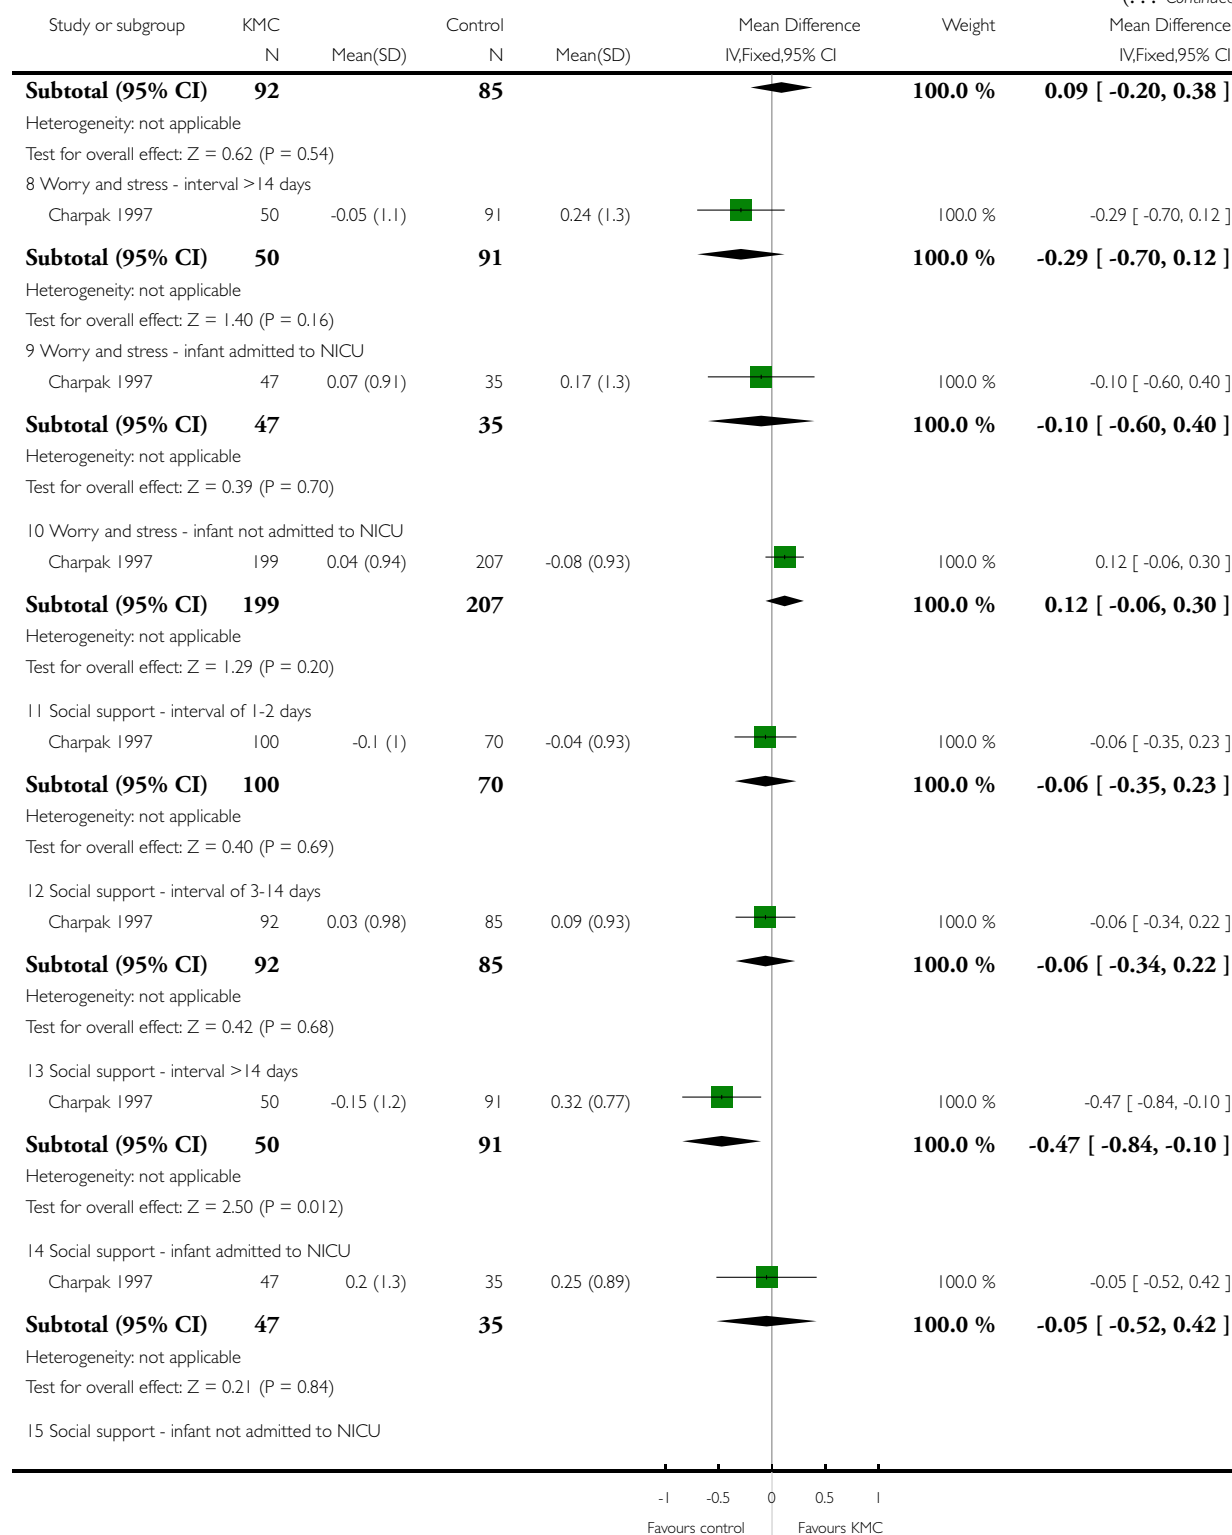 (. . . Continued
Study or subgroup KMC Control Mean Difference Weight Mean Difference
N Mean(SD) N Mean(SD) IV,Fixed,95% CI IV,Fixed,95% CI
Subtotal (95% CI) 92 85 100.0 % 0.09 [ -0.20, 0.38 ]
Heterogeneity: not applicable
Test for overall effect: Z = 0.62 (P = 0.54)
8 Worry and stress - interval >14 days
Charpak 1997 50 -0.05 (1.1) 91 0.24 (1.3) 100.0 % -0.29 [ -0.70, 0.12 ]
Subtotal (95% CI) 50 91 100.0 % -0.29 [ -0.70, 0.12 ]
Heterogeneity: not applicable
Test for overall effect: Z = 1.40 (P = 0.16)
9 Worry and stress - infant admitted to NICU
Charpak 1997 47 0.07 (0.91) 35 0.17 (1.3) 100.0 % -0.10 [ -0.60, 0.40 ]
Subtotal (95% CI) 47 35 100.0 % -0.10 [ -0.60, 0.40 ]
Heterogeneity: not applicable
Test for overall effect: Z = 0.39 (P = 0.70)
10 Worry and stress - infant not admitted to NICU
Charpak 1997 199 0.04 (0.94) 207 -0.08 (0.93) 100.0 % 0.12 [ -0.06, 0.30 ]
Subtotal (95% CI) 199 207 100.0 % 0.12 [ -0.06, 0.30 ]
Heterogeneity: not applicable
Test for overall effect: Z = 1.29 (P = 0.20)
11 Social support - interval of 1-2 days
Charpak 1997 100 -0.1 (1) 70 -0.04 (0.93) 100.0 % -0.06 [ -0.35, 0.23 ]
Subtotal (95% CI) 100 70 100.0 % -0.06 [ -0.35, 0.23 ]
Heterogeneity: not applicable
Test for overall effect: Z = 0.40 (P = 0.69)
12 Social support - interval of 3-14 days
Charpak 1997 92 0.03 (0.98) 85 0.09 (0.93) 100.0 % -0.06 [ -0.34, 0.22 ]
Subtotal (95% CI) 92 85 100.0 % -0.06 [ -0.34, 0.22 ]
Heterogeneity: not applicable
Test for overall effect: Z = 0.42 (P = 0.68)
13 Social support - interval >14 days
Charpak 1997 50 -0.15 (1.2) 91 0.32 (0.77) 100.0 % -0.47 [ -0.84, -0.10 ]
Subtotal (95% CI) 50 91 100.0 % -0.47 [ -0.84, -0.10 ]
Heterogeneity: not applicable
Test for overall effect: Z = 2.50 (P = 0.012)
14 Social support - infant admitted to NICU
Charpak 1997 47 0.2 (1.3) 35 0.25 (0.89) 100.0 % -0.05 [ -0.52, 0.42 ]
Subtotal (95% CI) 47 35 100.0 % -0.05 [ -0.52, 0.42 ]
Heterogeneity: not applicable
Test for overall effect: Z = 0.21 (P = 0.84)
15 Social support - infant not admitted to NICU
-1 -0.5 0 0.5 1
Favours control Favours KMC